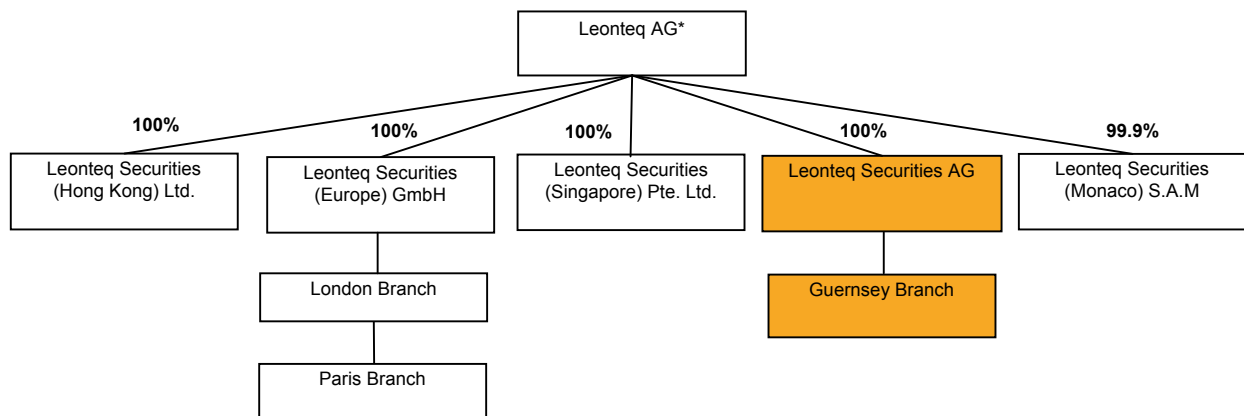 Leonteq AG*
100%
100%
100%
100%
99.9%
Leonteq Securities
(Hong Kong) Ltd.
Leonteq Securities
(Europe) GmbH
Leonteq Securities
(Singapore) Pte. Ltd.
Leonteq Securities AG
Leonteq Securities
(Monaco) S.A.M
London Branch
Guernsey Branch
Paris Branch